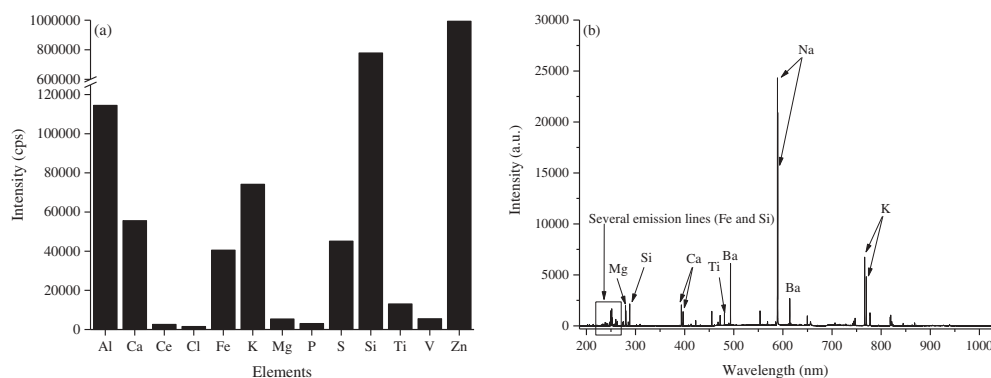 (a)
1000000
800000
600000
120000
100000
80000
60000
40000
20000
0
Intensity (cps)
Al Ca Ce Cl Fe K Mg P S Si Ti V Zn
Elements
(b)
30000
25000
20000
15000
10000
5000
0
Intensity (a.u.)
Na
Several emission lines (Fe and Si)
Mg
Si
Ca
Ti
Ba
Ba
K
200 300 400 500 600 700 800 900 1000
Wavelength (nm)